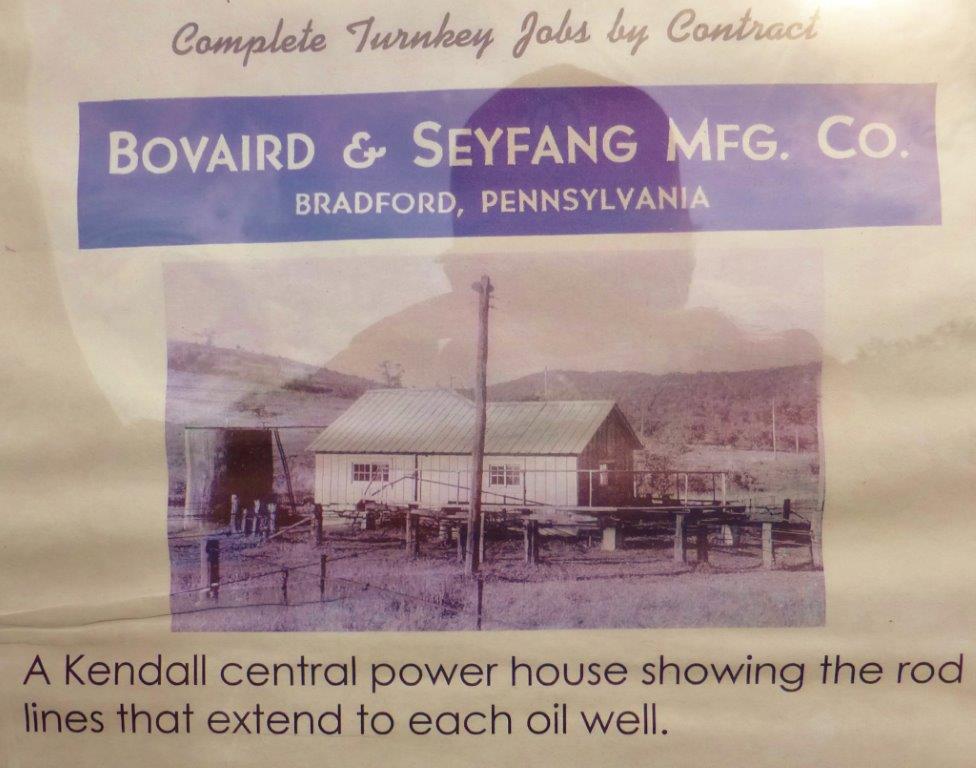 Complete Turnkey Jobs by Contract
BOVAIRD & SEYFANG MFG. CO.
BRADFORD, PENNSYLVANIA
A Kendall central power house showing the rod
lines that extend to each oil well.